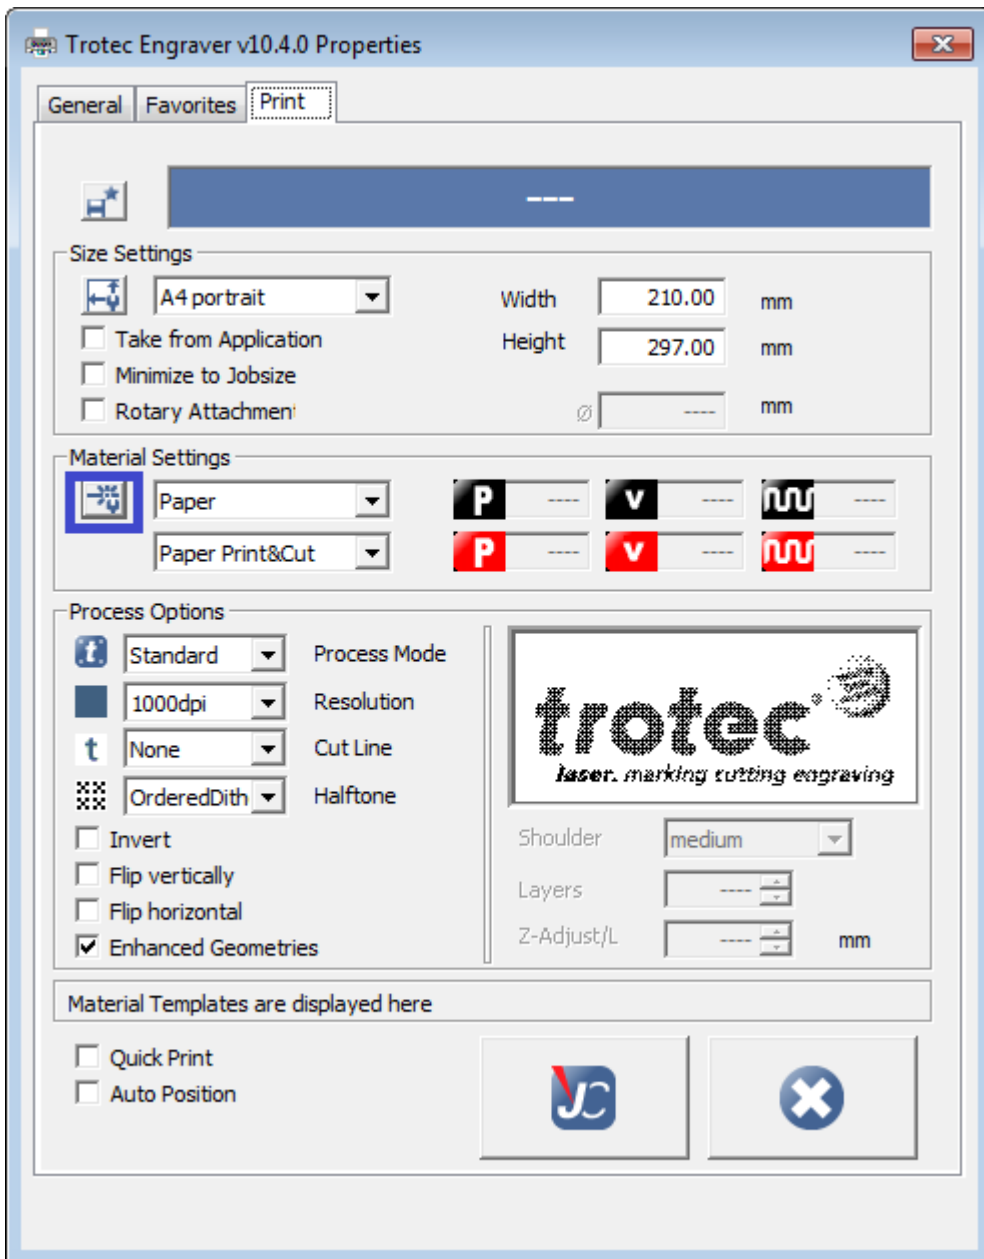 Trotec Engraver v10.4.0 Properties
General Favorites Print
---
Size Settings
A4 portrait Width 210.00 mm
Take from Application Height 297.00 mm
Minimize to Jobsize
Rotary Attachment Ø ---- mm
Material Settings
Paper P ---- v ---- ----
Paper Print&Cut P ---- v ---- ----
Process Options
t Standard Process Mode
1000dpi Resolution
t None Cut Line
OrderedDith Halftone
trotec®
laser. marking cutting engraving
Invert
Flip vertically
Flip horizontal
Enhanced Geometries
Shoulder medium
Layers ----
Z-Adjust/L ---- mm
Material Templates are displayed here
Quick Print
Auto Position
JC